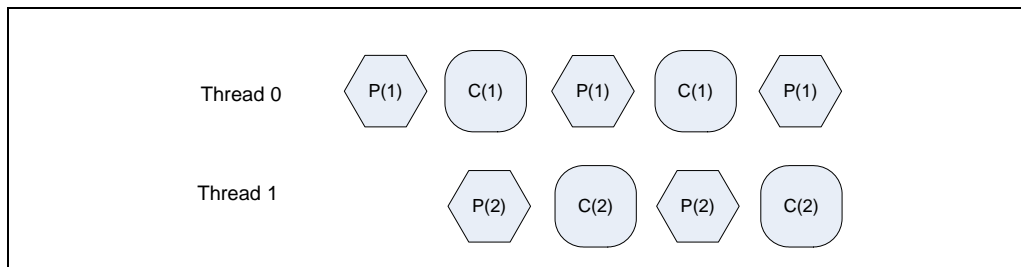 Thread 0 P(1) C(1) P(1) C(1) P(1)
Thread 1 P(2) C(2) P(2) C(2)